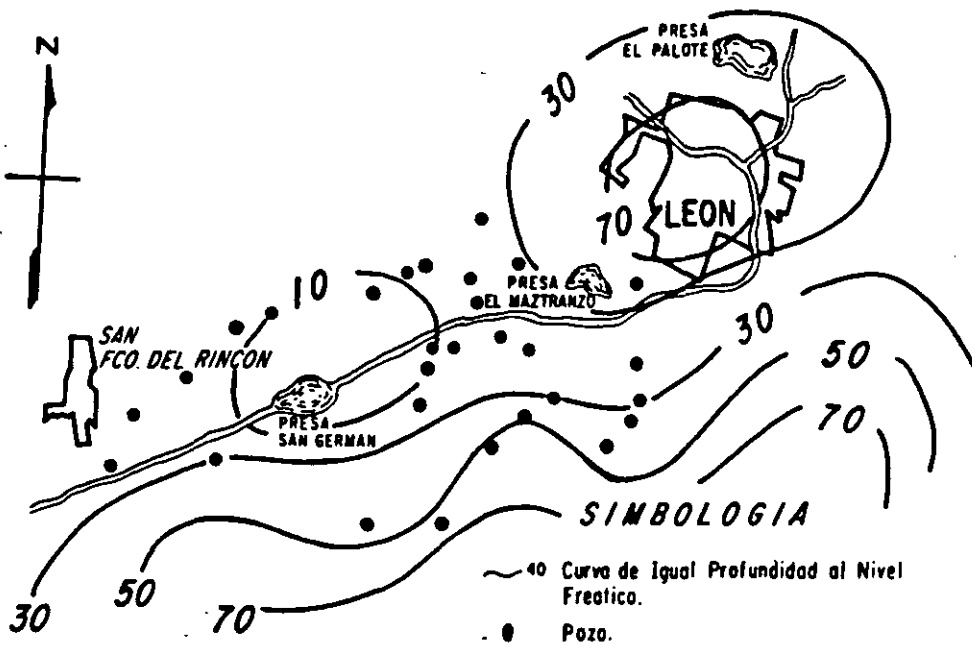 N
PRESA
EL PALOTE
30
70
LEON
PRESA
EL MAZTRANZO
10
SAN
FCO. DEL RINCON
PRESA
SAN GERMAN
30
50
70
30
50
70
SIMBOLOGIA
40 Curva de Igual Profundidad al Nivel
Freatico.
Pozo.